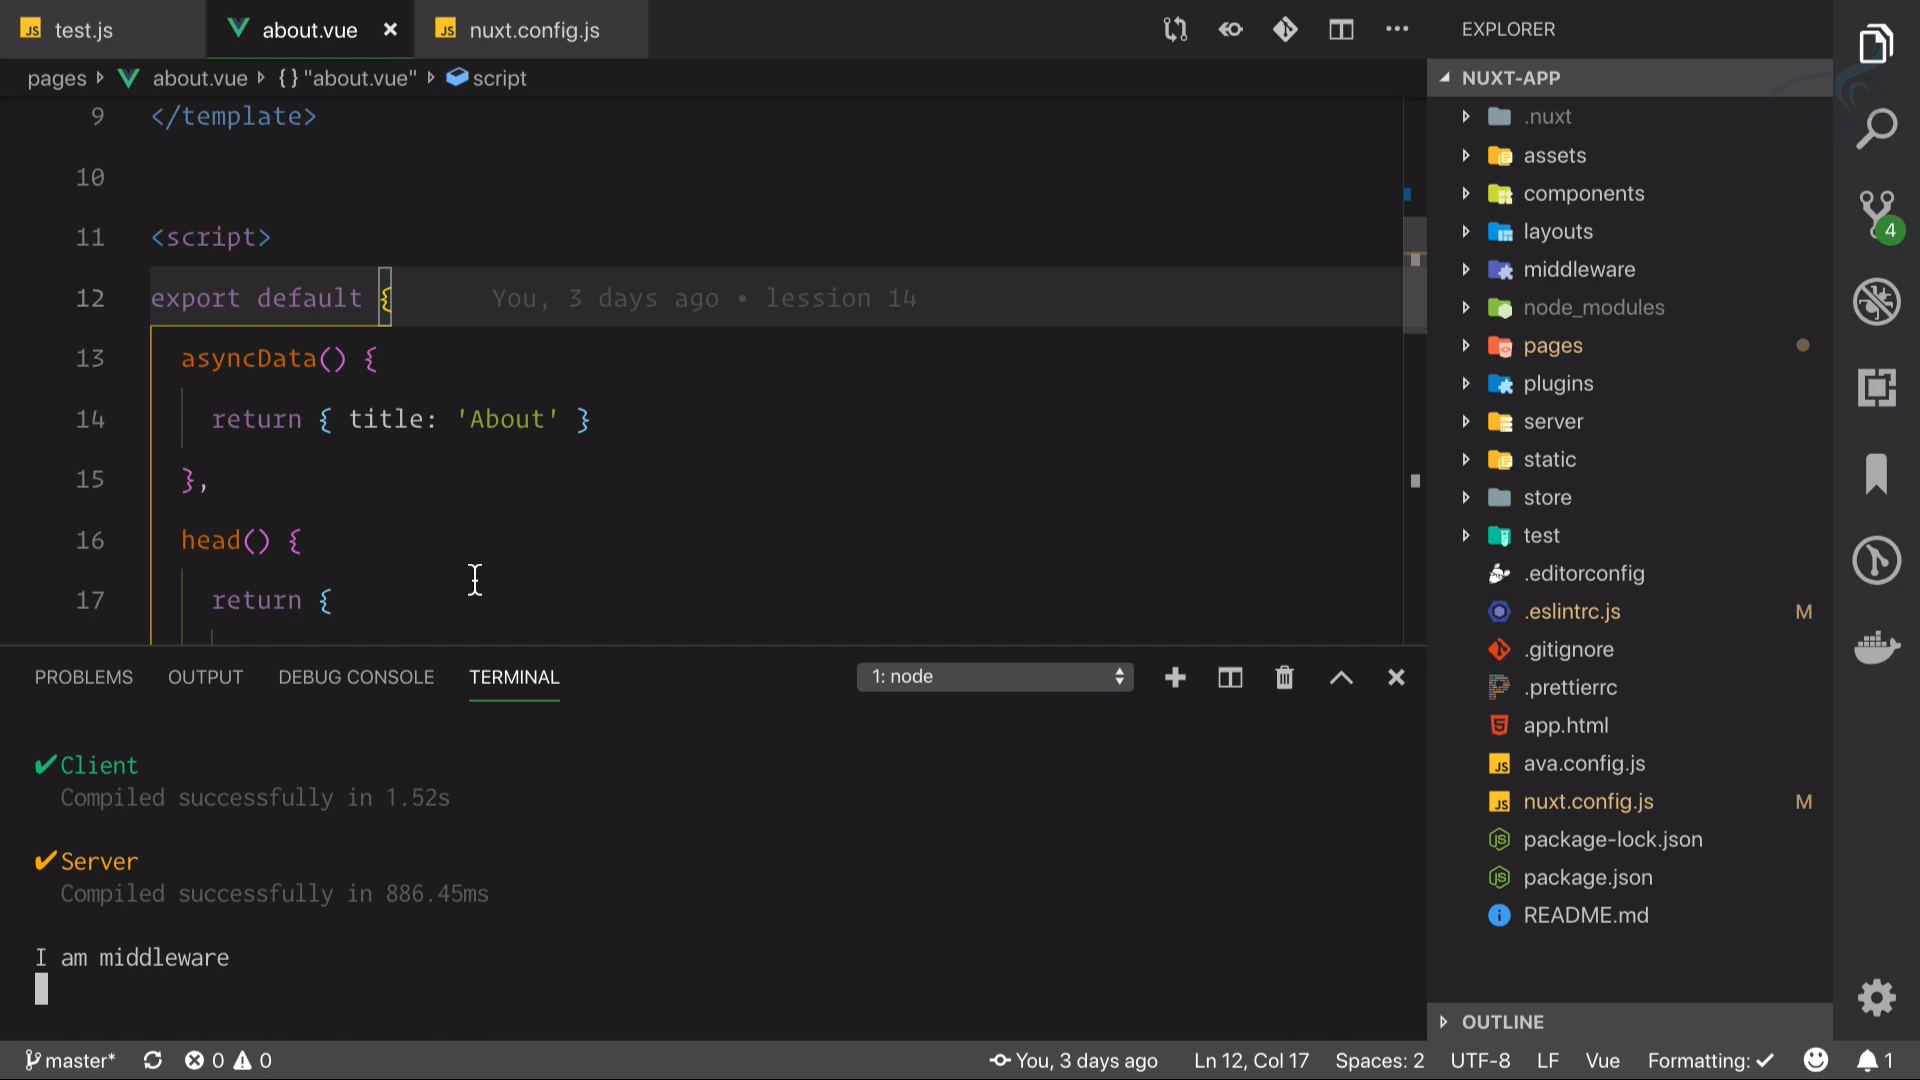 test.js
about.vue
nuxt.config.js
pages
about.vue
{} "about.vue"
script
9 </template>
10
11 <script>
12 export default { You, 3 days ago • lession 14
13 asyncData() {
14 return { title: 'About' }
15 },
16 head() {
17 return {
PROBLEMS
OUTPUT
DEBUG CONSOLE
TERMINAL
1: node
✔Client
Compiled successfully in 1.52s
✔Server
Compiled successfully in 886.45ms
I am middleware
EXPLORER
NUXT-APP
.nuxt
assets
components
layouts
middleware
node_modules
pages
plugins
server
static
store
test
.editorconfig
.eslintrc.js M
.gitignore
.prettierrc
app.html
ava.config.js
nuxt.config.js M
package-lock.json
package.json
README.md
OUTLINE
4
master*
0
0
You, 3 days ago
Ln 12, Col 17
Spaces: 2
UTF-8
LF
Vue
Formatting: ✓
1